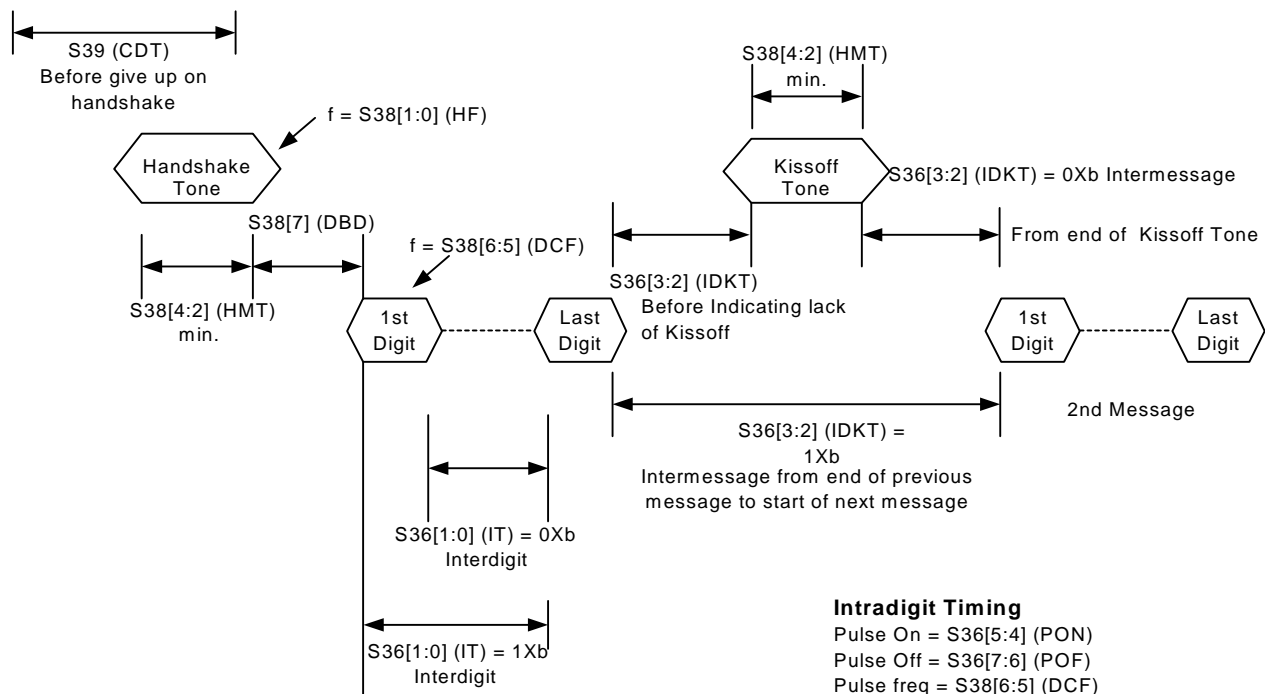 S39 (CDT)
Before give up on
handshake
S38[4:2] (HMT)
min.
f = S38[1:0] (HF)
Handshake
Tone
Kissoff
Tone
S36[3:2] (IDKT) = 0Xb Intermessage
S38[7] (DBD)
f = S38[6:5] (DCF)
From end of Kissoff Tone
S38[4:2] (HMT)
min.
S36[3:2] (IDKT)
Before Indicating lack
of Kissoff
1st
Digit
Last
Digit
1st
Digit
Last
Digit
2nd Message
S36[3:2] (IDKT) =
1Xb
Intermessage from end of previous
message to start of next message
S36[1:0] (IT) = 0Xb
Interdigit
S36[1:0] (IT) = 1Xb
Interdigit
Intradigit Timing
Pulse On = S36[5:4] (PON)
Pulse Off = S36[7:6] (POF)
Pulse freq = S38[6:5] (DCF)